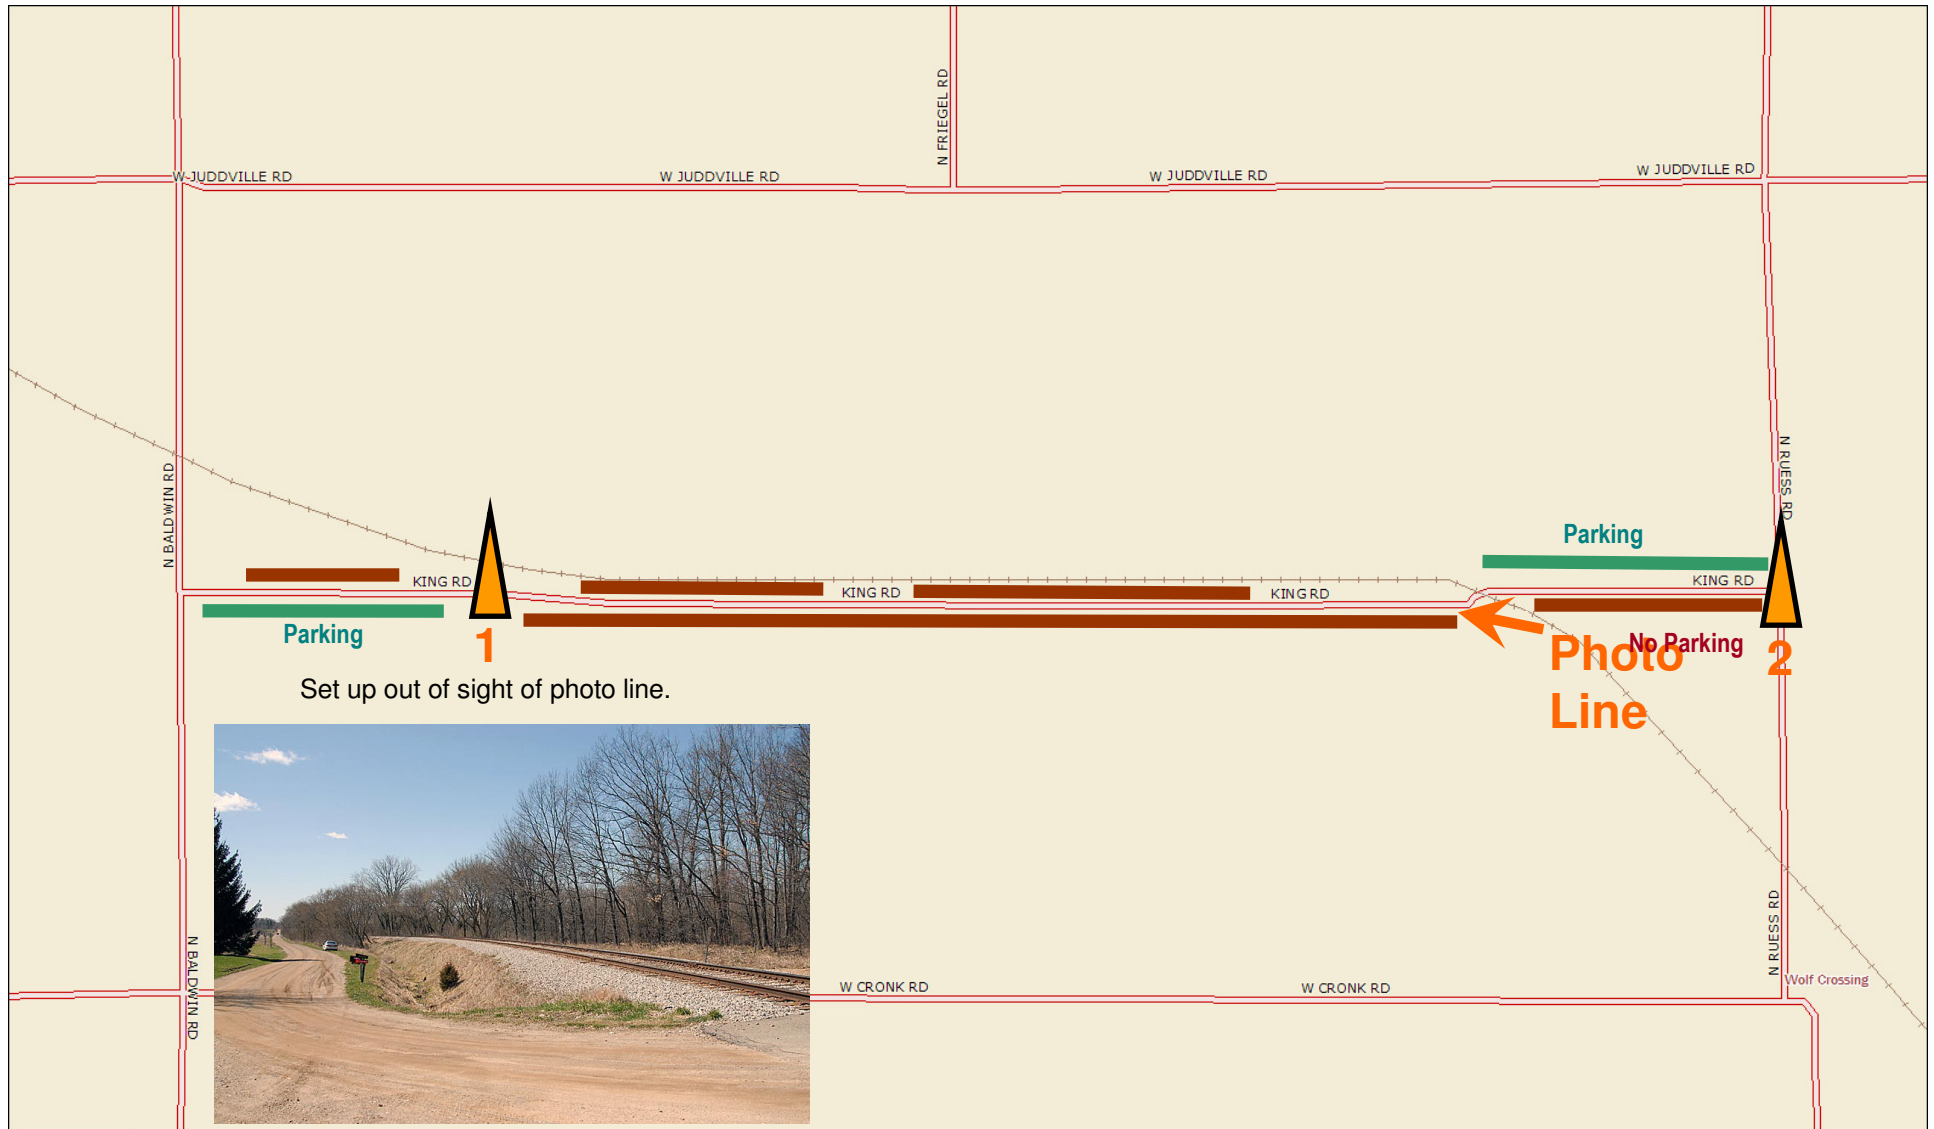 N FRIEGEL RD
W JUDDVILLE RD
W JUDDVILLE RD
W JUDDVILLE RD
W JUDDVILLE RD
N BALDWIN RD
N RUESS RD
Parking
KING RD
KING RD
KING RD
KING RD
Parking
1
Photo
Line
No Parking
2
Set up out of sight of photo line.
N BALDWIN RD
W CRONK RD
W CRONK RD
N RUESS RD
Wolf Crossing